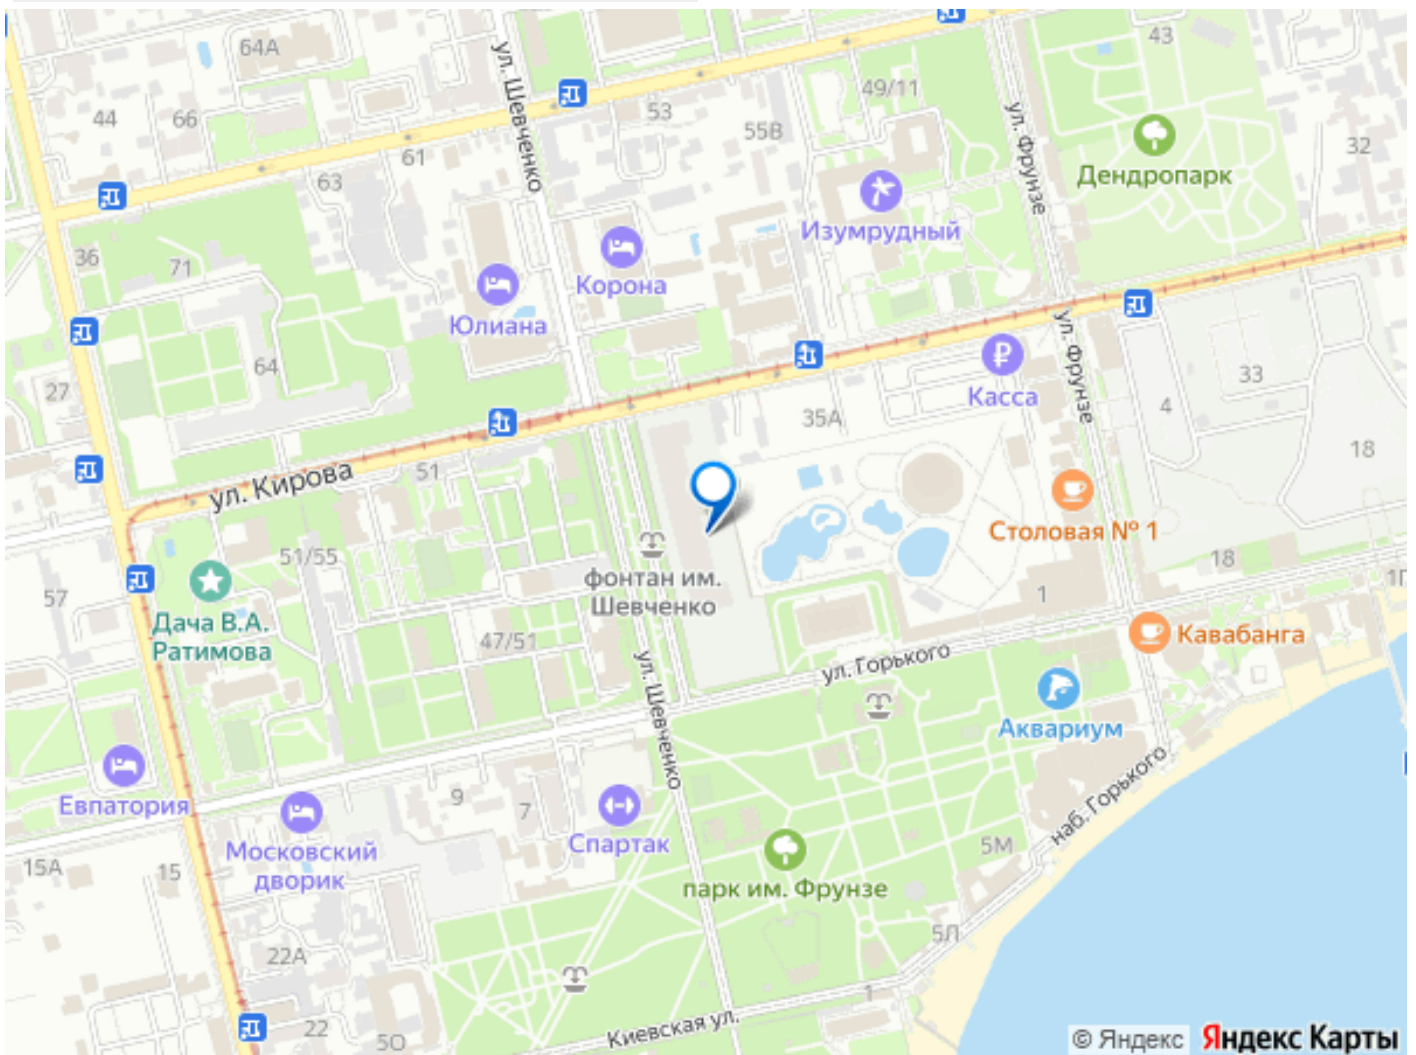 64А
ул. Шевченко
43
44
66
53
49/11
55В
ул. Фрунзе
61
32
Дендропарк
63
Изумрудный
36
71
Корона
Юлиана
ул. Фрунзе
64
33
27
Касса
4
35А
18
51
ул. Кирова
Столовая № 1
51/55
18
фонтан им.
Шевченко
57
1
1Г
Дача В.А.
Ратимова
47/51
Кавабанга
ул. Горького
ул. Шевченко
Аквариум
Евпатория
9
7
наб. Горького
Спартак
Московский
дворик
5М
15А
15
парк им. Фрунзе
5Л
22А
1
Киевская ул.
22
50
© Яндекс Яндекс Карты